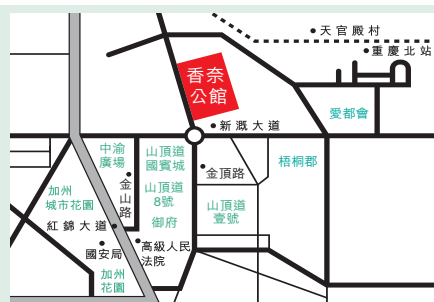 天官殿村
重慶北站
香奈
公館
愛都會
新溉大道
中渝
廣場
山頂道
國賓城
梧桐郡
金頂路
金山路
山頂道
8號
加州
城市花園
山頂道
壹號
御府
紅錦大道
高級人民
法院
國安局
加州
花園